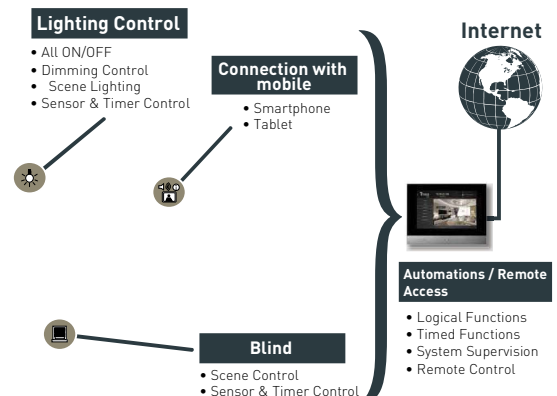 Lighting Control
• All ON/OFF
• Dimming Control
• Scene Lighting
• Sensor & Timer Control
Connection with
mobile
• Smartphone
• Tablet
Internet
Automations / Remote
Access
• Logical Functions
• Timed Functions
• System Supervision
• Remote Control
Blind
• Scene Control
• Sensor & Timer Control